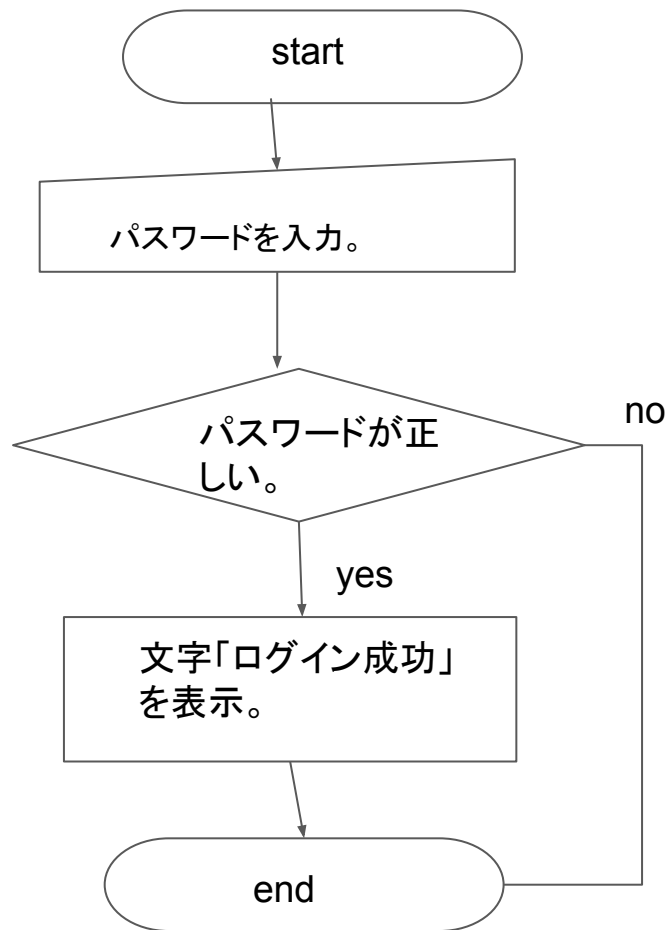 start
パスワードを入力。
パスワードが正
しい。
no
yes
文字「ログイン成功」
を表示。
end